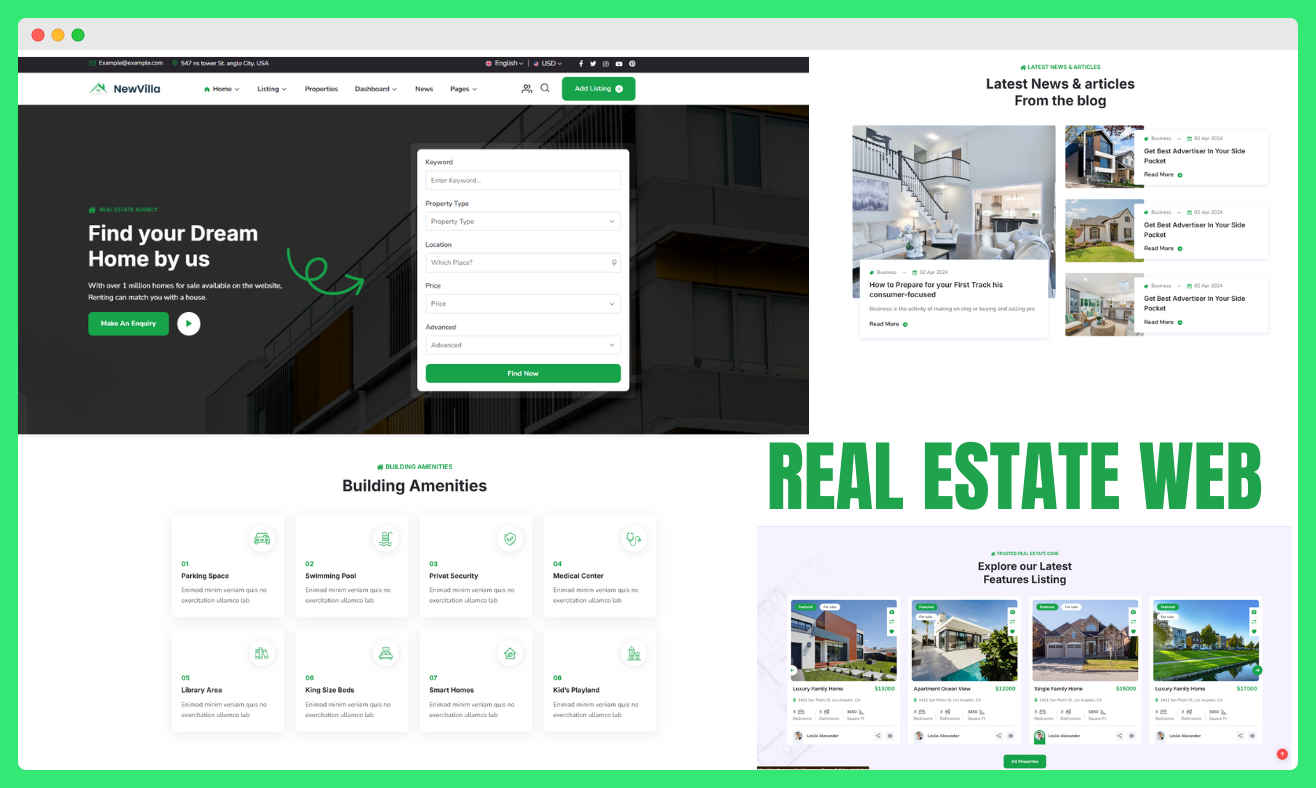 Example@example.com
547 ns tower St. anglo City, USA
English
USD
NewVilla
Home
Listing
Properties
Dashboard
News
Pages
Add Listing
REAL ESTATE AGENCY
Find your Dream
Home by us
With over 1 million homes for sale available on the website,
Renting can match you with a house.
Make An Enquiry
Keyword
Enter Keyword...
Property Type
Property Type
Location
Which Place?
Price
Price
Advanced
Advanced
Find Now
LATEST NEWS & ARTICLES
Latest News & articles
From the blog
Business – 02 Apr 2024
How to Prepare for your First Track his
consumer-focused
Business is the activity of making on cing or buying and selling pro
Read More
Business – 02 Apr 2024
Get Best Advertiser In Your Side
Pocket
Read More
Business – 02 Apr 2024
Get Best Advertiser In Your Side
Pocket
Read More
Business – 02 Apr 2024
Get Best Advertiser In Your Side
Pocket
Read More
BUILDING AMENITIES
Building Amenities
01
Parking Space
Enimad minim veniam quis no
exercitation ullamco lab
02
Swimming Pool
Enimad minim veniam quis no
exercitation ullamco lab
03
Privat Security
Enimad minim veniam quis no
exercitation ullamco lab
04
Medical Center
Enimad minim veniam quis no
exercitation ullamco lab
05
Library Area
Enimad minim veniam quis no
exercitation ullamco lab
06
King Size Beds
Enimad minim veniam quis no
exercitation ullamco lab
07
Smart Homes
Enimad minim veniam quis no
exercitation ullamco lab
08
Kid's Playland
Enimad minim veniam quis no
exercitation ullamco lab
REAL ESTATE WEB
TRUSTED REAL ESTATE CARE
Explore our Latest
Features Listing
Featured
For sale
Luxury Family Home $13000
1421 San Pedro St, Los Angeles, CA
3 3 3450
Bedrooms Bathrooms Square Ft
Leslie Alexander
Featured
For sale
Apartment Ocean View $12000
1421 San Pedro St, Los Angeles, CA
3 3 3450
Bedrooms Bathrooms Square Ft
Leslie Alexander
Featured
For sale
Single Family Home $15000
1421 San Pedro St, Los Angeles, CA
3 3 3450
Bedrooms Bathrooms Square Ft
Leslie Alexander
Featured
For sale
Luxury Family Home $17000
1421 San Pedro St, Los Angeles, CA
3 3 3450
Bedrooms Bathrooms Square Ft
Leslie Alexander
All Properties